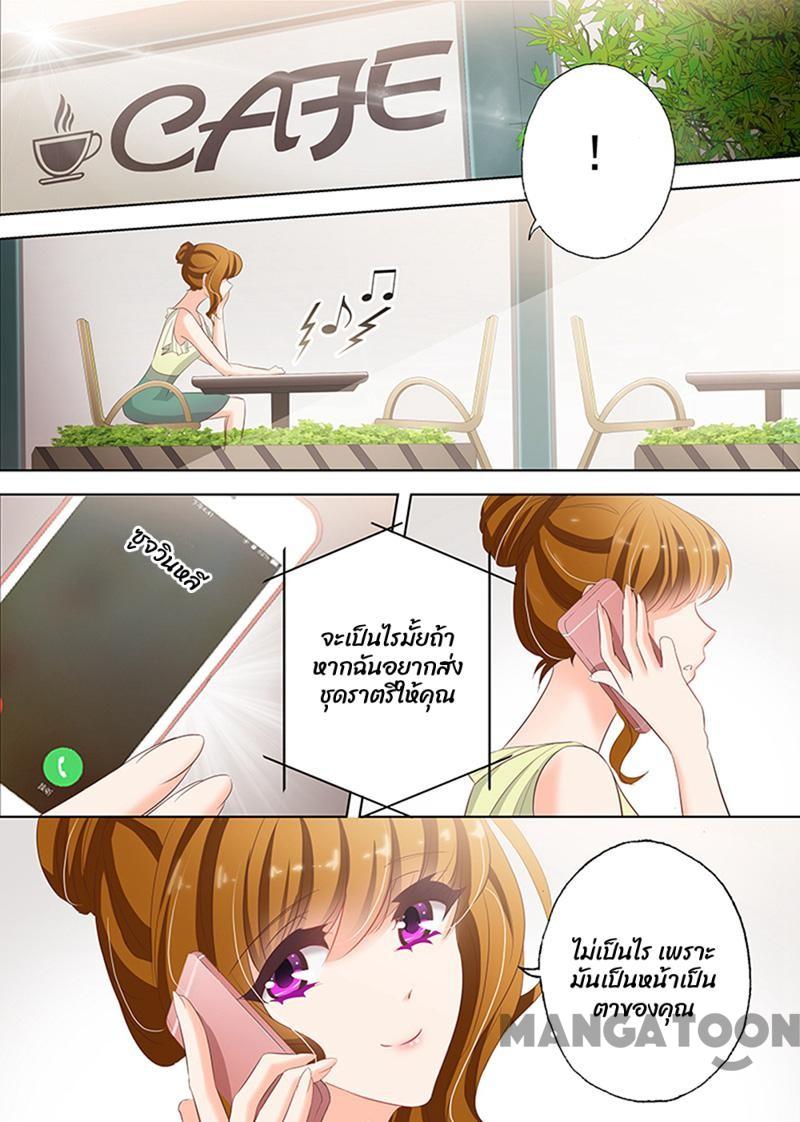 CAFE
!
ซูจวินหลี
จะเป็นไรมั้ยถ้า
หากฉันอยากส่ง
ชุดราตรีให้คุณ
ไม่เป็นไร เพราะ
มันเป็นหน้าเป็น
ตาของคุณ
MANGATOON